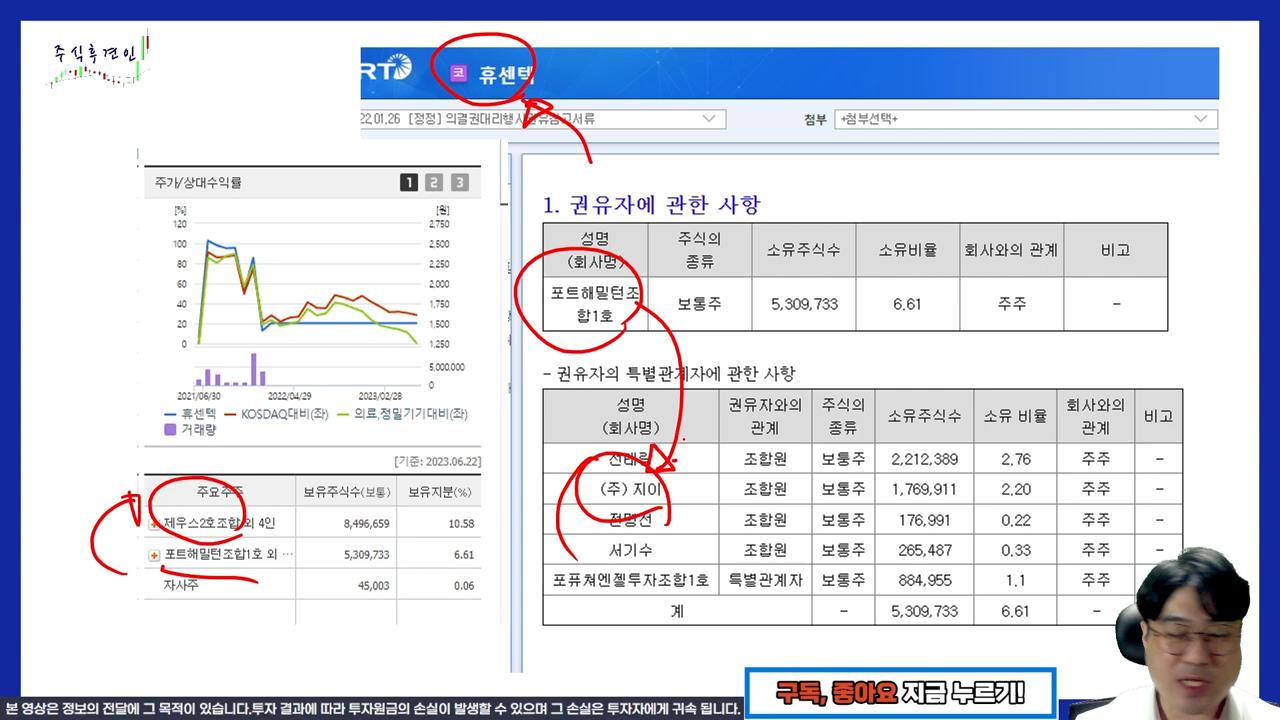 주식후견인
RT
코 휴센텍
22,01,26 [정정] 의결권대리행사권유참고서류
첨부 +첨부선택+
주가/상대수익률 1 2 3
[%] [원]
120 2,750
100 2,500
80 2,250
60 2,000
40 1,750
20 1,500
0 1,250
5,000,000
0
2021/06/30 2022/04/29 2023/02/28
휴센텍 KOSDAQ대비(좌) 의료,정밀기기대비(좌)
거래량
[기준: 2023.06.22]
주요주주 보유주식수(보통) 보유지분(%)
제우스2호조합 외 4인 8,496,659 10.58
포트해밀턴조합1호 외 ... 5,309,733 6.61
자사주 45,003 0.06
1. 권유자에 관한 사항
성명 (회사명) 주식의 종류 소유주식수 소유비율 회사와의 관계 비고
포트해밀턴조합1호 보통주 5,309,733 6.61 주주 -
- 권유자의 특별관계자에 관한 사항
성명 (회사명) 권유자와의 관계 주식의 종류 소유주식수 소유 비율 회사와의 관계 비고
조합원 보통주 2,212,389 2.76 주주 -
(주) 지이 조합원 보통주 1,769,911 2.20 주주 -
전명선 조합원 보통주 176,991 0.22 주주 -
서기수 조합원 보통주 265,487 0.33 주주 -
포퓨쳐엔젤투자조합1호 특별관계자 보통주 884,955 1.1 주주
계 - 5,309,733 6.61 -
구독, 좋아요 지금 누르기!
본 영상은 정보의 전달에 그 목적이 있습니다.투자 결과에 따라 투자원금의 손실이 발생할 수 있으며 그 손실은 투자자에게 귀속 됩니다.